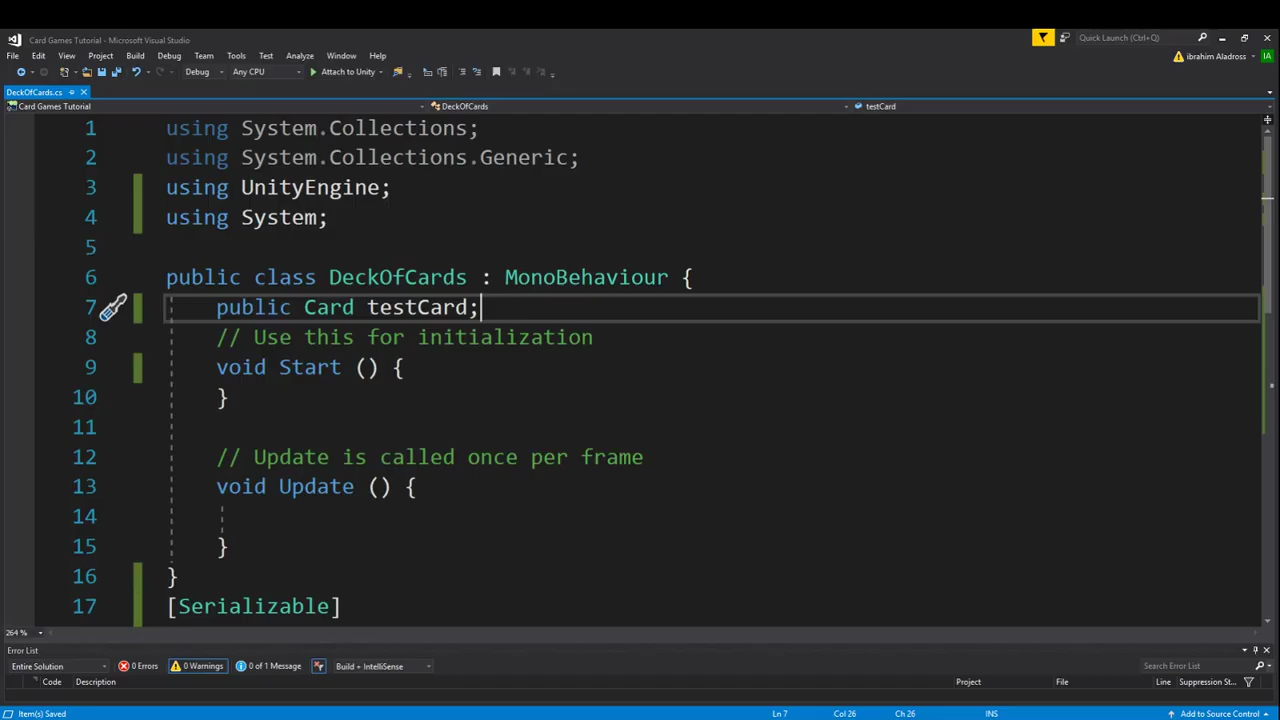 Card Games Tutorial - Microsoft Visual Studio
Quick Launch (Ctrl+Q)
File Edit View Project Build Debug Team Tools Test Analyze Window Help
ibrahim Aladross IA
Debug Any CPU Attach to Unity
DeckOfCards.cs
Card Games Tutorial DeckOfCards testCard
1 using System.Collections;
2 using System.Collections.Generic;
3 using UnityEngine;
4 using System;
5
6 public class DeckOfCards : MonoBehaviour {
7 public Card testCard;
8 // Use this for initialization
9 void Start () {
10 }
11
12 // Update is called once per frame
13 void Update () {
14
15 }
16 }
17 [Serializable]
264 %
Error List
Entire Solution 0 Errors 0 Warnings 0 of 1 Message Build + IntelliSense Search Error List
Code Description Project File Line Suppression St...
Item(s) Saved Ln 7 Col 26 Ch 26 INS Add to Source Control